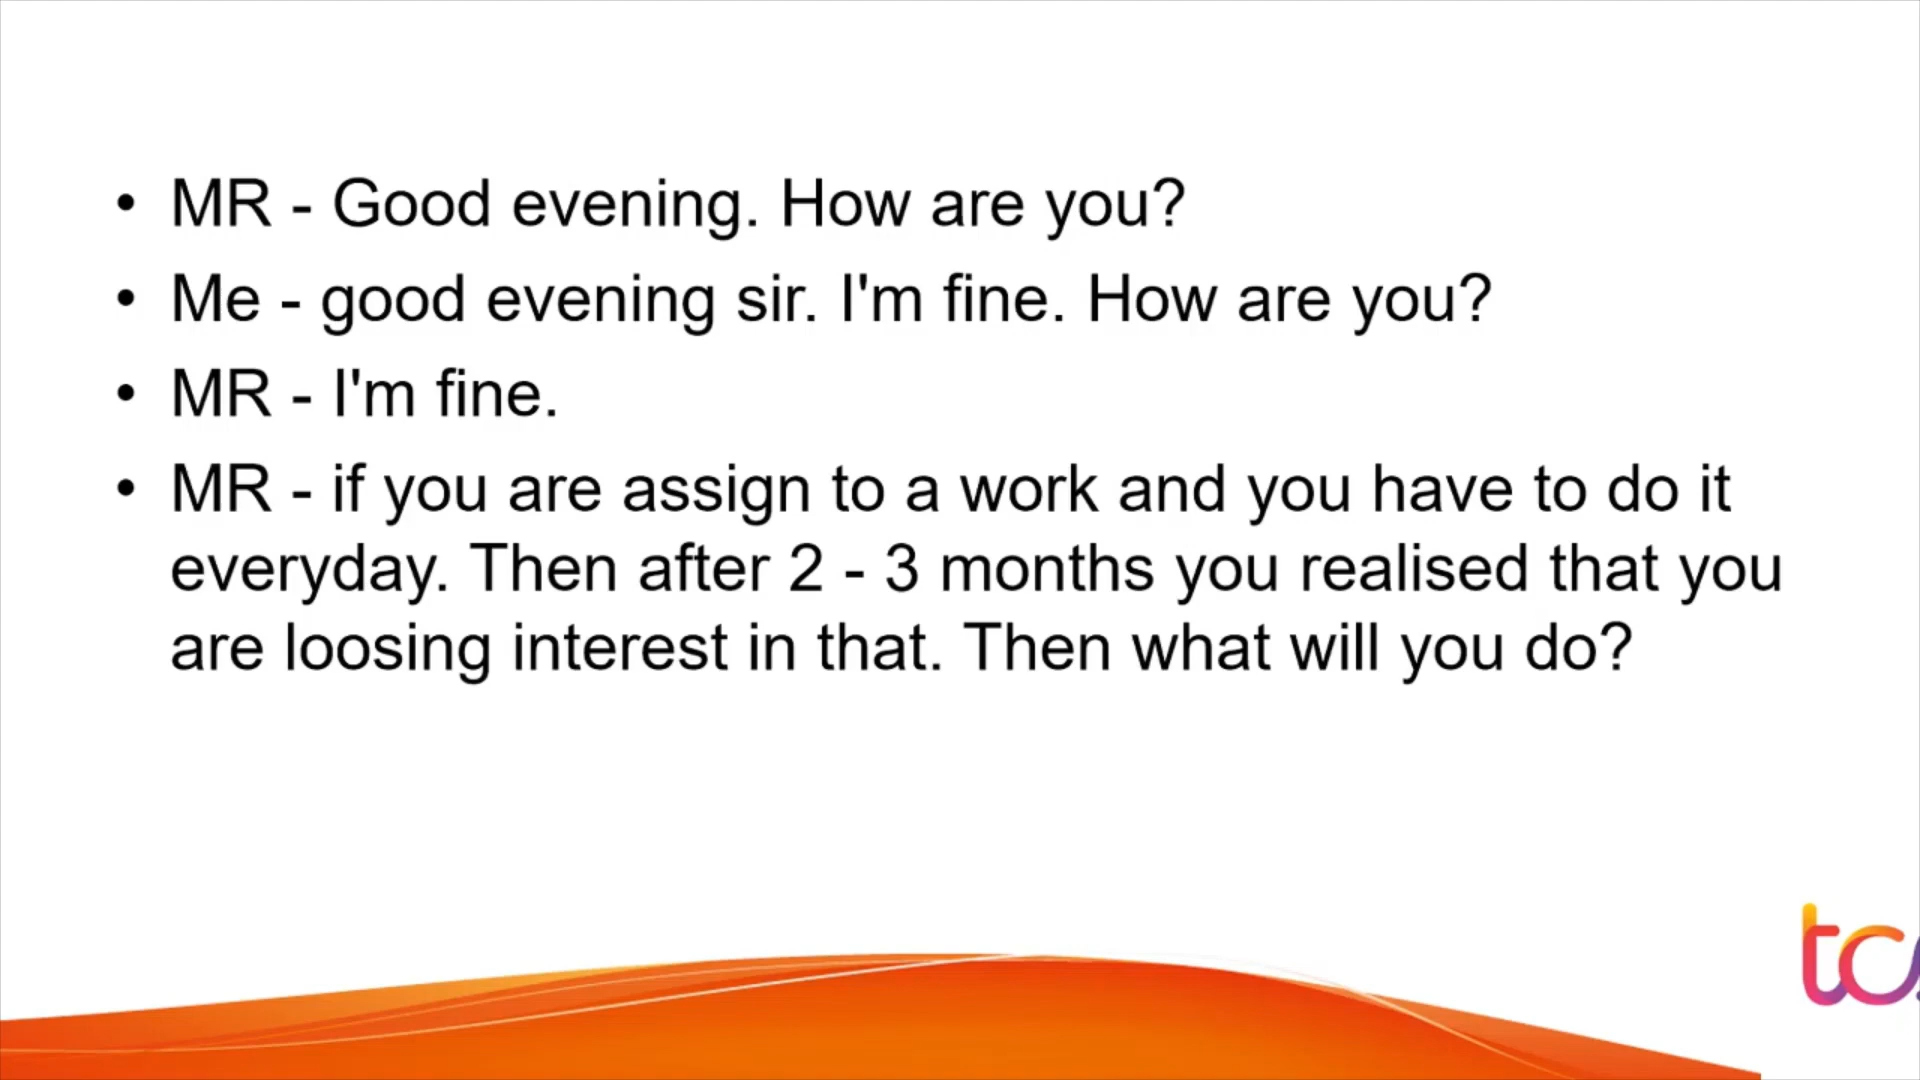 • MR - Good evening. How are you?
• Me - good evening sir. I'm fine. How are you?
• MR - I'm fine.
• MR - if you are assign to a work and you have to do it
everyday. Then after 2 - 3 months you realised that you
are loosing interest in that. Then what will you do?